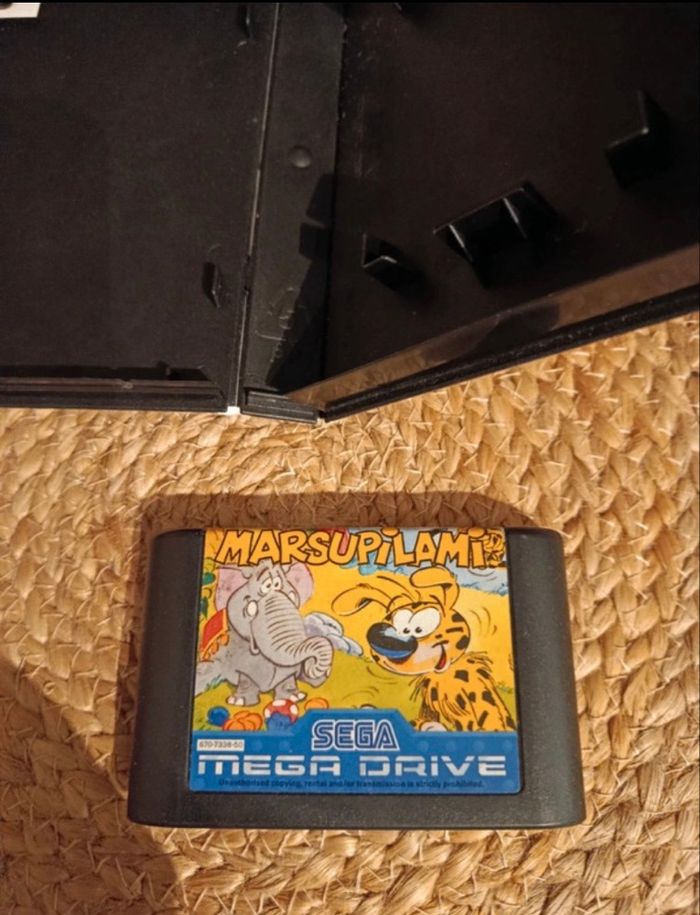 MARSUPILAMI
SEGA
670-7338-50
MEGA DRIVE
Unauthorised copying, rental and/or transmission is strictly prohibited.